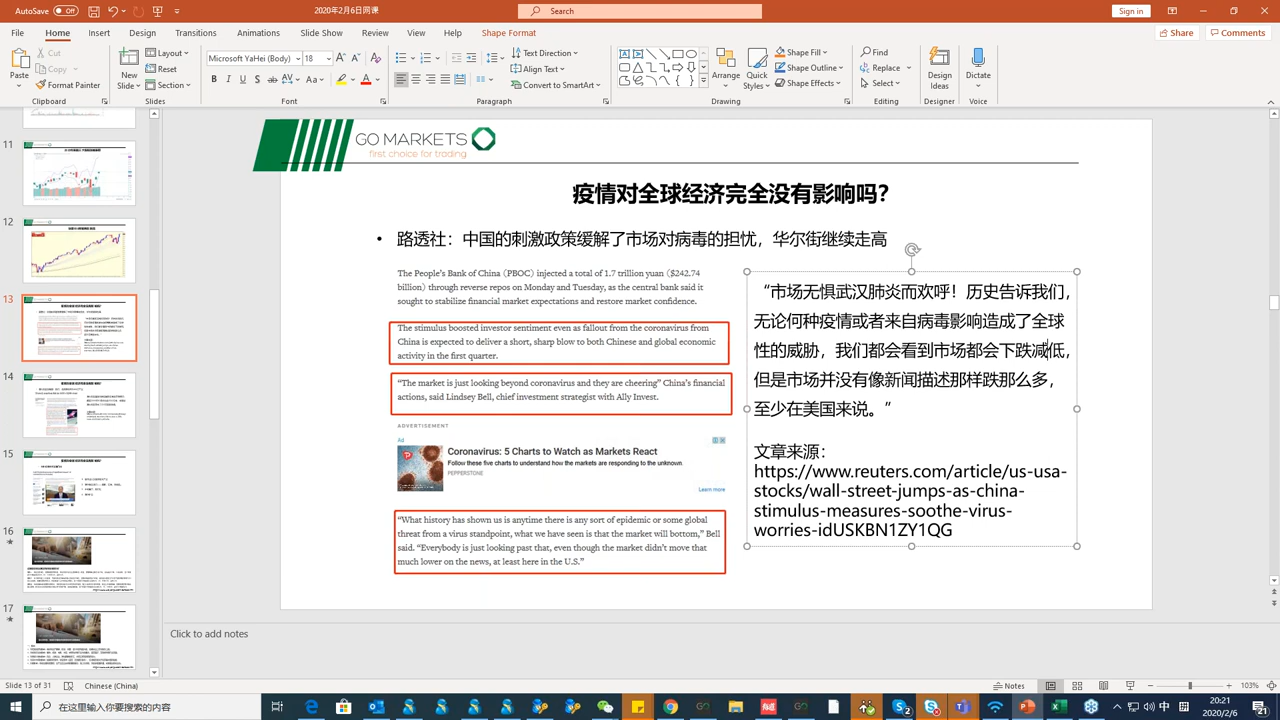 AutoSave
Off
2020年2月6日网课
Search
Sign in
File
Home
Insert
Design
Transitions
Animations
Slide Show
Review
View
Help
Shape Format
Share
Comments
Paste
Cut
Copy
Format Painter
Clipboard
New
Slide
Layout
Reset
Section
Slides
Microsoft YaHei (Body)
18
Font
Text Direction
Align Text
Convert to SmartArt
Paragraph
Arrange
Quick
Styles
Shape Fill
Shape Outline
Shape Effects
Drawing
Find
Replace
Select
Editing
Design
Ideas
Designer
Dictate
Voice
11
12
13
16
17
GO MARKETS
first choice for trading
疫情对全球经济完全没有影响吗?
• 路透社：中国的刺激政策缓解了市场对病毒的担忧，华尔街继续走高
The People's Bank of China (PBOC) injected a total of 1.7 trillion yuan ($242.74
billion) through reverse repos on Monday and Tuesday, as the central bank said it
sought to stabilize financial market expectations and restore market confidence.
The stimulus boosted investor sentiment even as fallout from the coronavirus from
China is expected to deliver a short, sharp blow to both Chinese and global economic
activity in the first quarter.
“The market is just looking beyond coronavirus and they are cheering” China's financial
actions, said Lindsey Bell, chief investment strategist with Ally Invest.
ADVERTISEMENT
Ad
Coronavirus: 5 Charts to Watch as Markets React
Follow these five charts to understand how the markets are responding to the unknown.
PEPPERSTONE
Learn more
“What history has shown us is anytime there is any sort of epidemic or some global
threat from a virus standpoint, what we have seen is that the market will bottom,” Bell
said. “Everybody is just looking past that, even though the market didn't move that
much lower on the news, at least here in the U.S.”
“市场无惧武汉肺炎而欢呼！历史告诉我们，
无论何种疫情或者来自病毒影响造成了全球
性的威胁，我们都会看到市场都会下跌减低，
但是市场并没有像新闻描述那样跌那么多，
至少在美国来说。”
文章来源：
https://www.reuters.com/article/us-usa-
stocks/wall-street-jumps-as-china-
stimulus-measures-soothe-virus-
worries-idUSKBN1ZY1QG
Click to add notes
Slide 13 of 31
Chinese (China)
Notes
103%
在这里输入你要搜索的内容
中
拼
20:21
2020/2/6
21